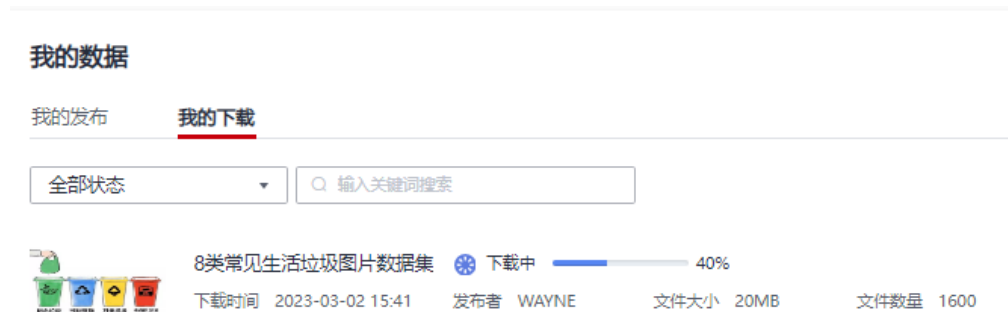 我的数据
我的发布 我的下载
全部状态 输入关键词搜索
8类常见生活垃圾图片数据集 下载中 40%
下载时间 2023-03-02 15:41 发布者 WAYNE 文件大小 20MB 文件数量 1600